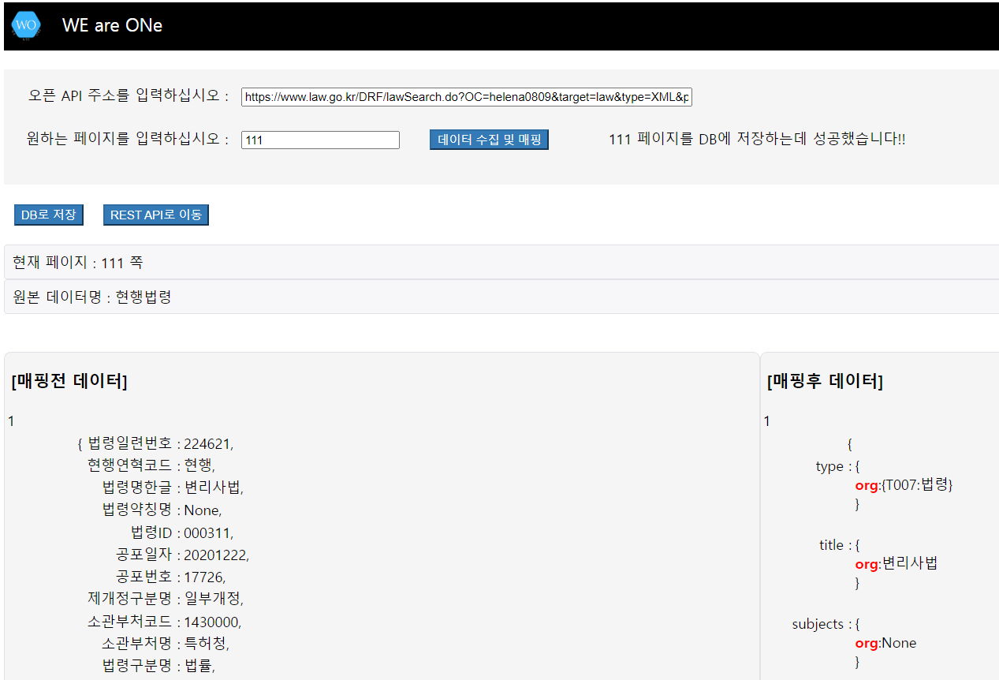 WO WE are ONe
오픈 API 주소를 입력하십시오 : https://www.law.go.kr/DRF/lawSearch.do?OC=helena0809&target=law&type=XML&p
원하는 페이지를 입력하십시오 : 111 데이터 수집 및 매핑 111 페이지를 DB에 저장하는데 성공했습니다!!
DB로 저장 REST API로 이동
현재 페이지 : 111 쪽
원본 데이터명 : 현행법령
[매핑전 데이터]
1
{ 법령일련번호 : 224621,
현행연혁코드 : 현행,
법령명한글 : 변리사법,
법령약칭명 : None,
법령ID : 000311,
공포일자 : 20201222,
공포번호 : 17726,
제개정구분명 : 일부개정,
소관부처코드 : 1430000,
소관부처명 : 특허청,
법령구분명 : 법률,
[매핑후 데이터]
1
{
type : {
org:{T007:법령}
}
title : {
org:변리사법
}
subjects : {
org:None
}